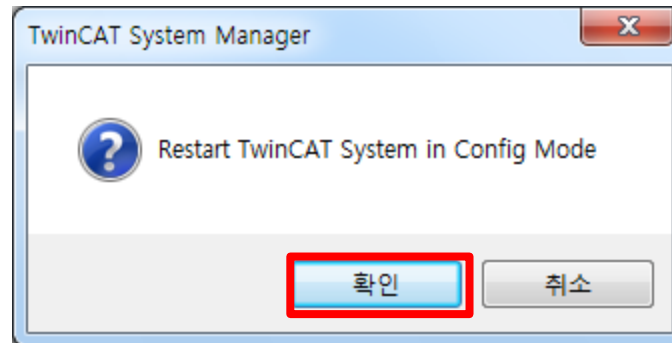 TwinCAT System Manager
Restart TwinCAT System in Config Mode
확인
취소